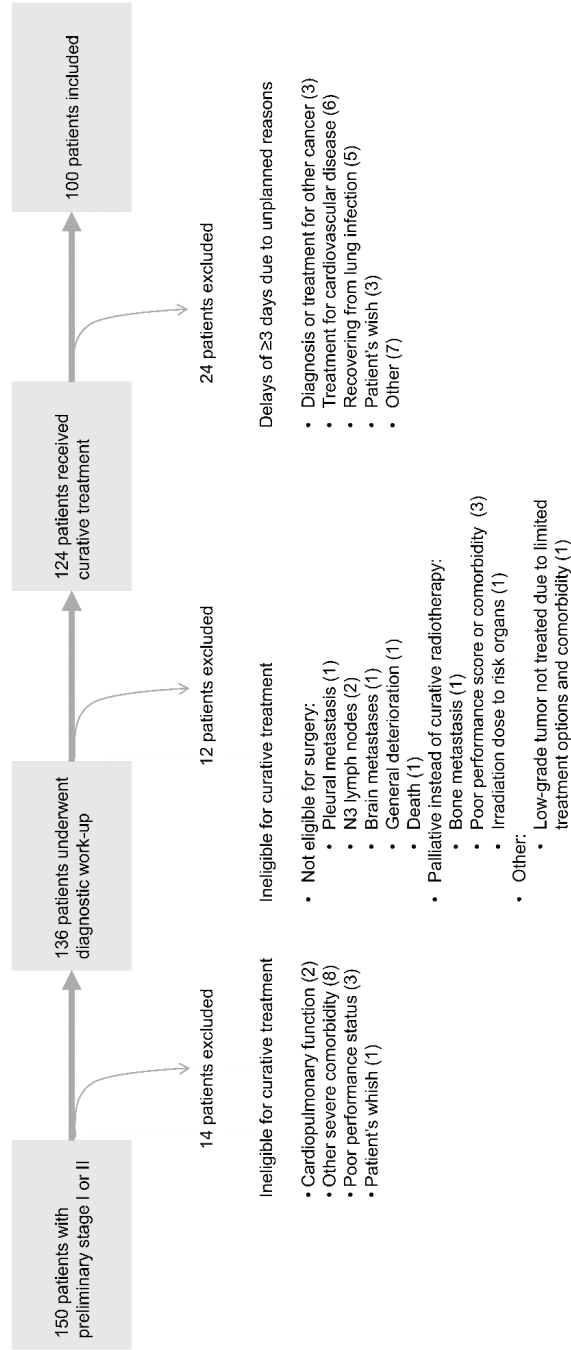 150 patients with
preliminary stage I or II
14 patients excluded
Ineligible for curative treatment
• Cardiopulmonary function (2)
• Other severe comorbidity (8)
• Poor performance status (3)
• Patient's whish (1)
136 patients underwent
diagnostic work-up
12 patients excluded
Ineligible for curative treatment
• Not eligible for surgery:
• Pleural metastasis (1)
• N3 lymph nodes (2)
• Brain metastases (1)
• General deterioration (1)
• Death (1)
• Palliative instead of curative radiotherapy:
• Bone metastasis (1)
• Poor performance score or comorbidity (3)
• Irradiation dose to risk organs (1)
• Other:
• Low-grade tumor not treated due to limited
treatment options and comorbidity (1)
124 patients received
curative treatment
24 patients excluded
Delays of ≥3 days due to unplanned reasons
• Diagnosis or treatment for other cancer (3)
• Treatment for cardiovascular disease (6)
• Recovering from lung infection (5)
• Patient's wish (3)
• Other (7)
100 patients included